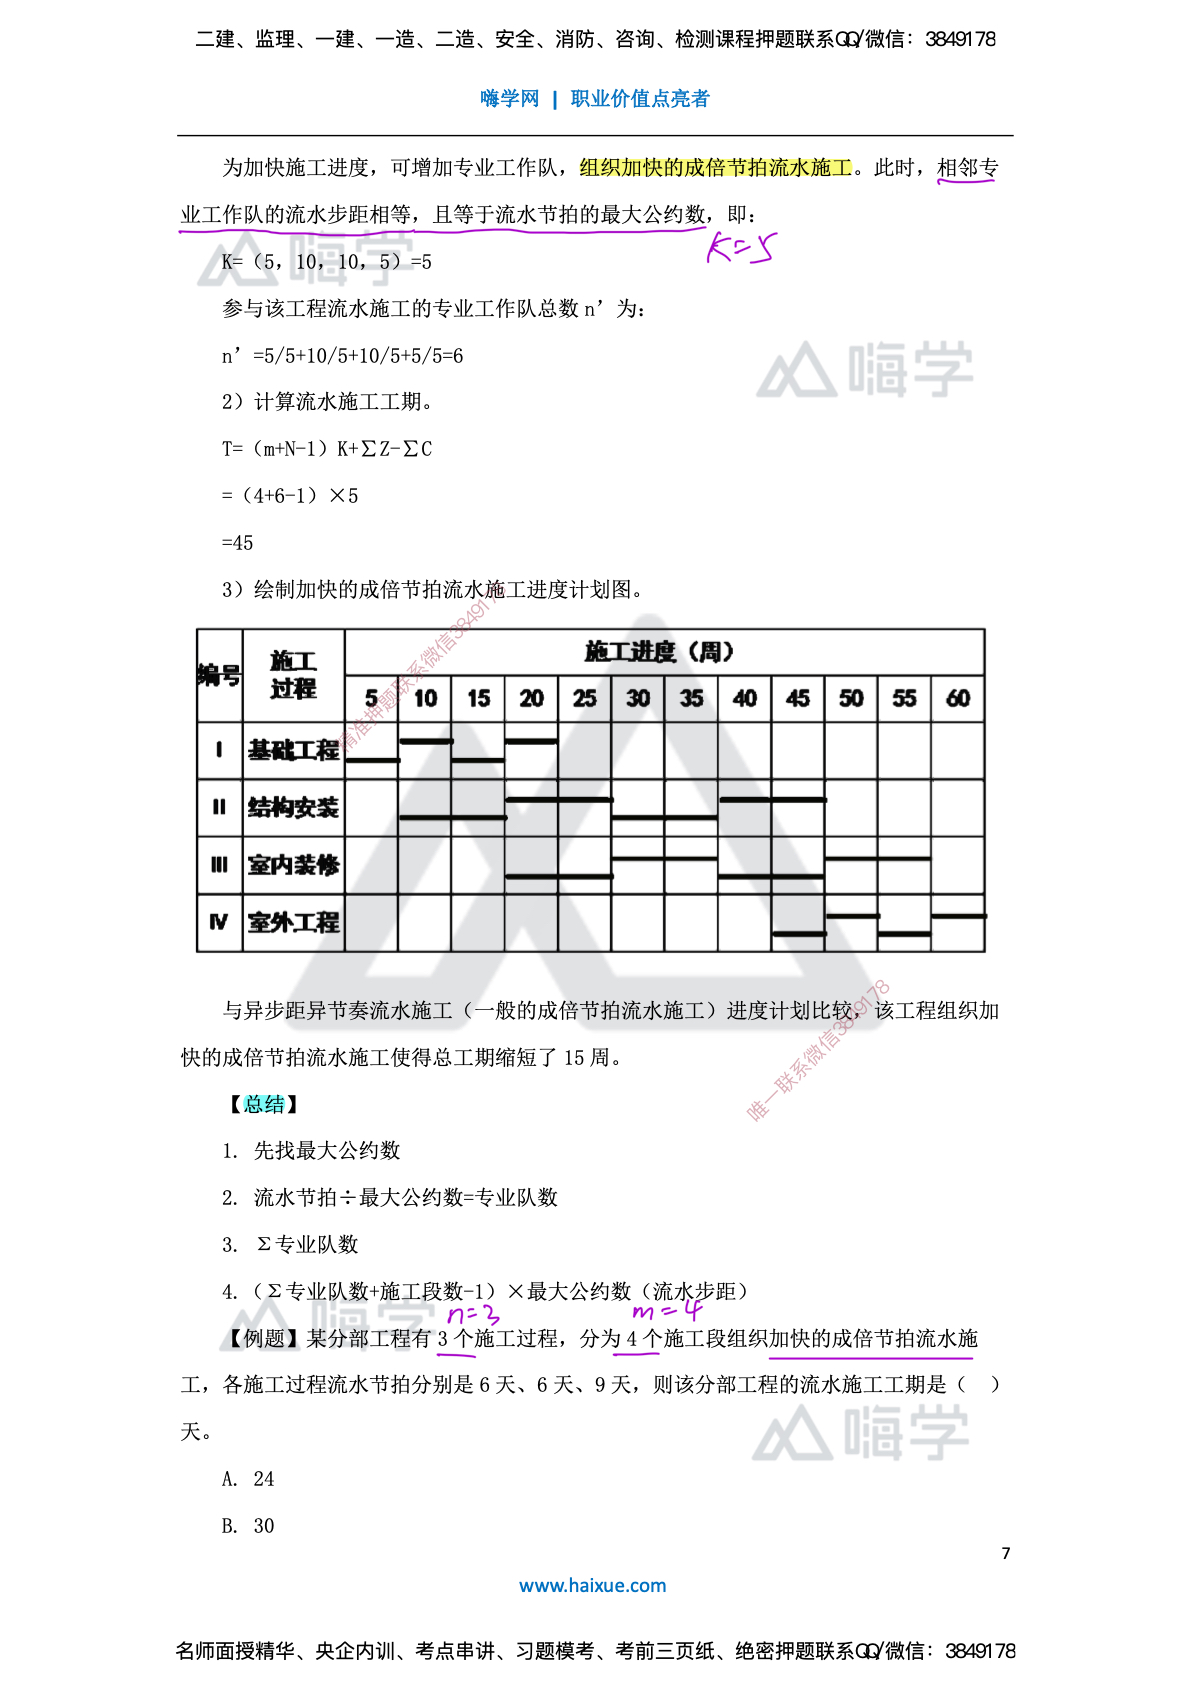 二建、监理、一建、一造、二造、安全、消防、咨询、检测课程押题联系QQ/微信：3849178
嗨学网 | 职业价值点亮者
为加快施工进度，可增加专业工作队，组织加快的成倍节拍流水施工。此时，相邻专
业工作队的流水步距相等，且等于流水节拍的最大公约数，即：
K=5
嗨学
K=（5，10，10，5）=5
参与该工程流水施工的专业工作队总数 n’ 为：
n’ =5/5+10/5+10/5+5/5=6
嗨学
2）计算流水施工工期。
T=（m+N-1）K+∑Z-∑C
=（4+6-1）×5
=45
3）绘制加快的成倍节拍流水施工进度计划图。
精准押题联系微信3849178
编号 施工过程 施工进度（周）
5 10 15 20 25 30 35 40 45 50 55 60
I 基础工程
II 结构安装
III 室内装修
IV 室外工程
与异步距异节奏流水施工（一般的成倍节拍流水施工）进度计划比较，该工程组织加
快的成倍节拍流水施工使得总工期缩短了 15 周。
唯一联系微信3849178
【总结】
1. 先找最大公约数
2. 流水节拍÷最大公约数=专业队数
3. Σ专业队数
4.（Σ专业队数+施工段数-1）×最大公约数（流水步距）
n=3 m=4
嗨学
【例题】某分部工程有 3 个施工过程，分为 4 个施工段组织加快的成倍节拍流水施
工，各施工过程流水节拍分别是 6 天、6 天、9 天，则该分部工程的流水施工工期是（ ）
天。
嗨学
A. 24
B. 30
7
www.haixue.com
名师面授精华、央企内训、考点串讲、习题模考、考前三页纸、绝密押题联系QQ/微信：3849178